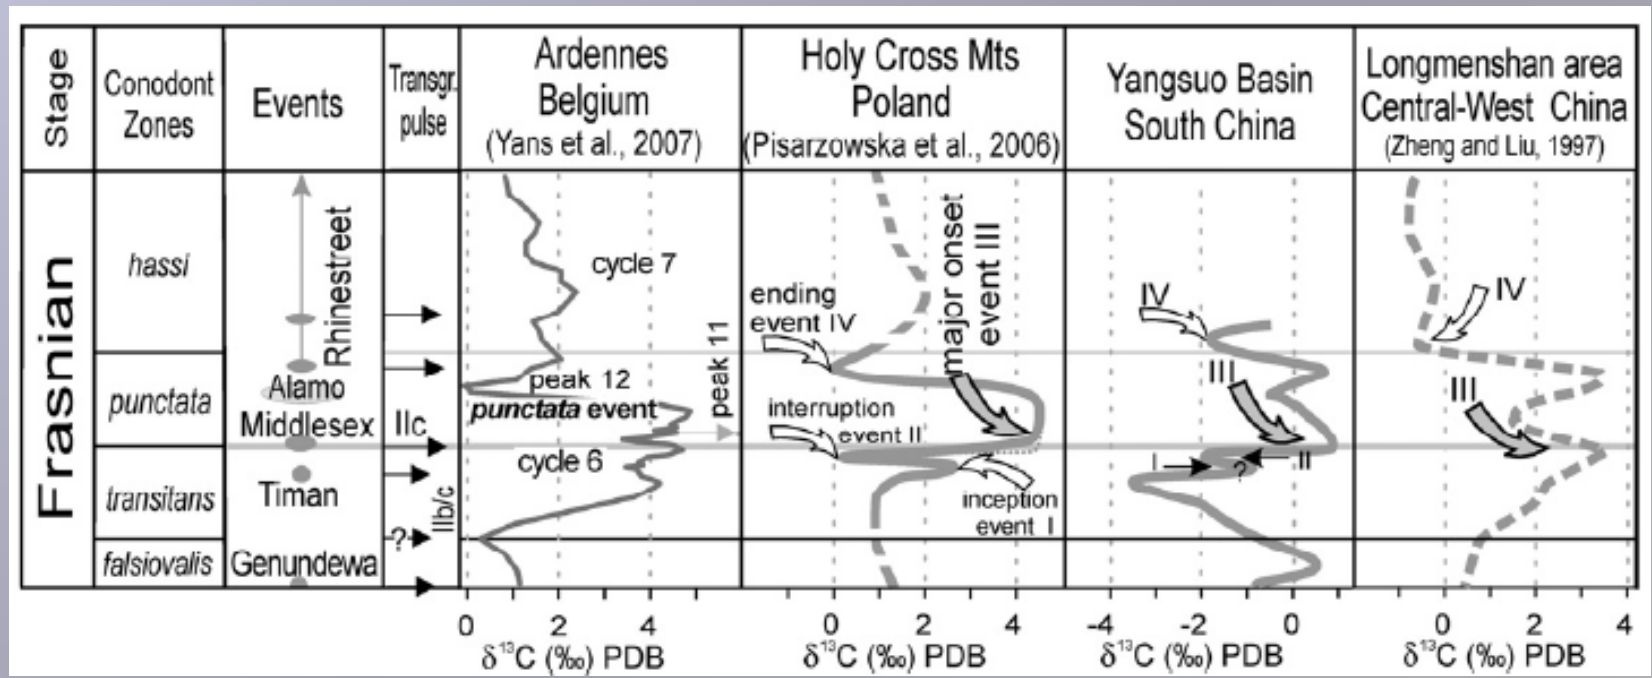 Stage
Conodont
Zones
Events
Transgr.
pulse
Ardennes
Belgium
(Yans et al., 2007)
Holy Cross Mts
Poland
(Pisarzowska et al., 2006)
Yangsuo Basin
South China
Longmenshan area
Central-West China
(Zheng and Liu, 1997)
Frasnian
hassi
punctata
transitans
falsiovalis
Rhinestreet
Alamo
Middlesex
Timan
Genundewa
IIc
?
IIb/c
cycle 7
peak 12
punctata event
cycle 6
peak 11
ending
event IV
major onset
event III
interruption
event II
inception
event I
IV
III
I
?
II
IV
III
0 2 4
δ¹³C (‰) PDB
0 2 4
δ¹³C (‰) PDB
-4 -2 0
δ¹³C (‰) PDB
0 2 4
δ¹³C (‰) PDB